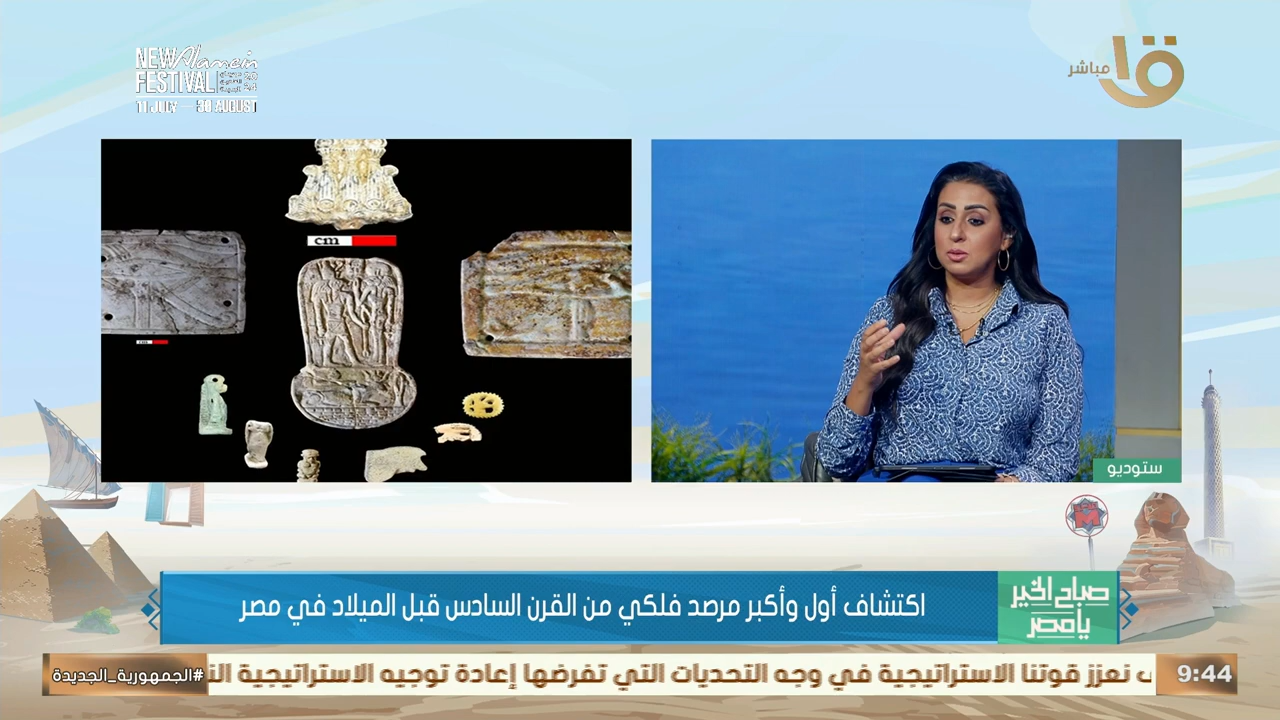 NEW Alamein
FESTIVAL 2024
11 JULY — 30 AUGUST
مباشر
cm
ستوديو
صباح الخير
يا مصر
اكتشاف أول وأكبر مرصد فلكي من القرن السادس قبل الميلاد في مصر
9:44
نعزز قوتنا الاستراتيجية في وجه التحديات التي تفرضها إعادة توجيه الاستراتيجية
#الجمهورية_الجديدة